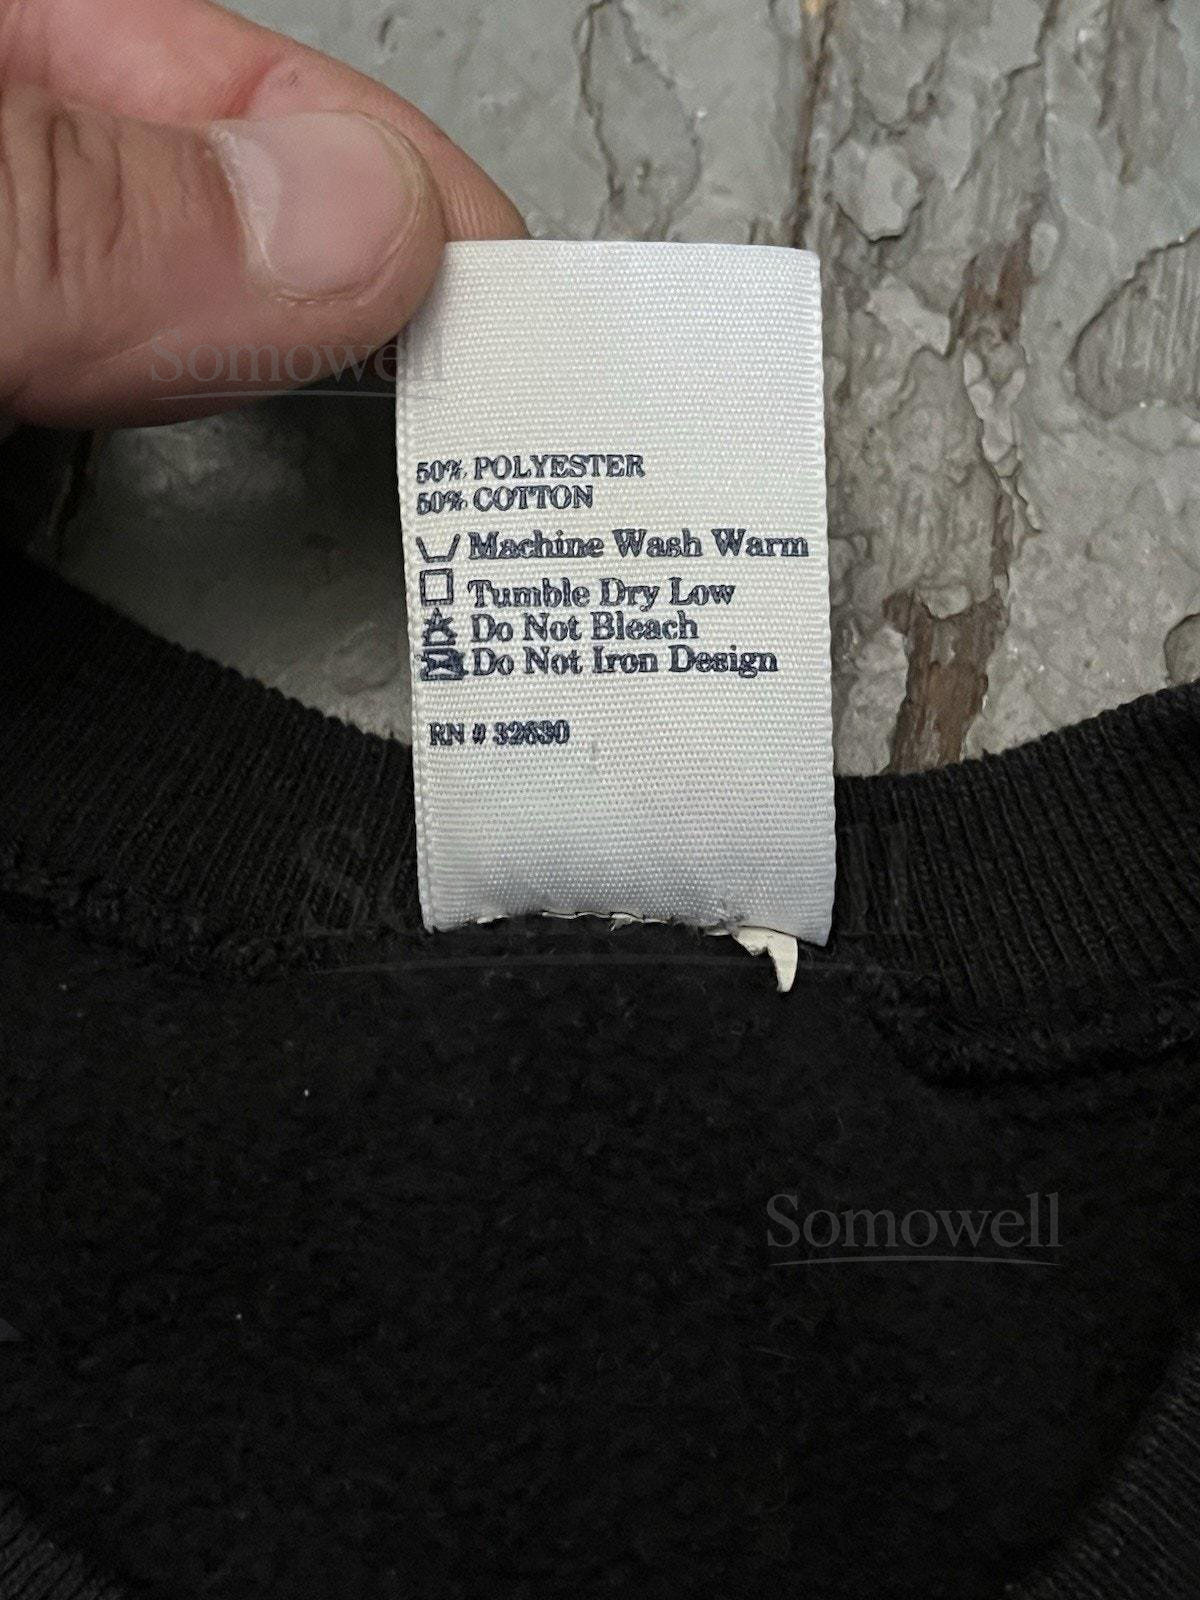 Somowell
50% POLYESTER
50% COTTON
Machine Wash Warm
Tumble Dry Low
Do Not Bleach
Do Not Iron Design
RN # 32630
Somowell
Somowell